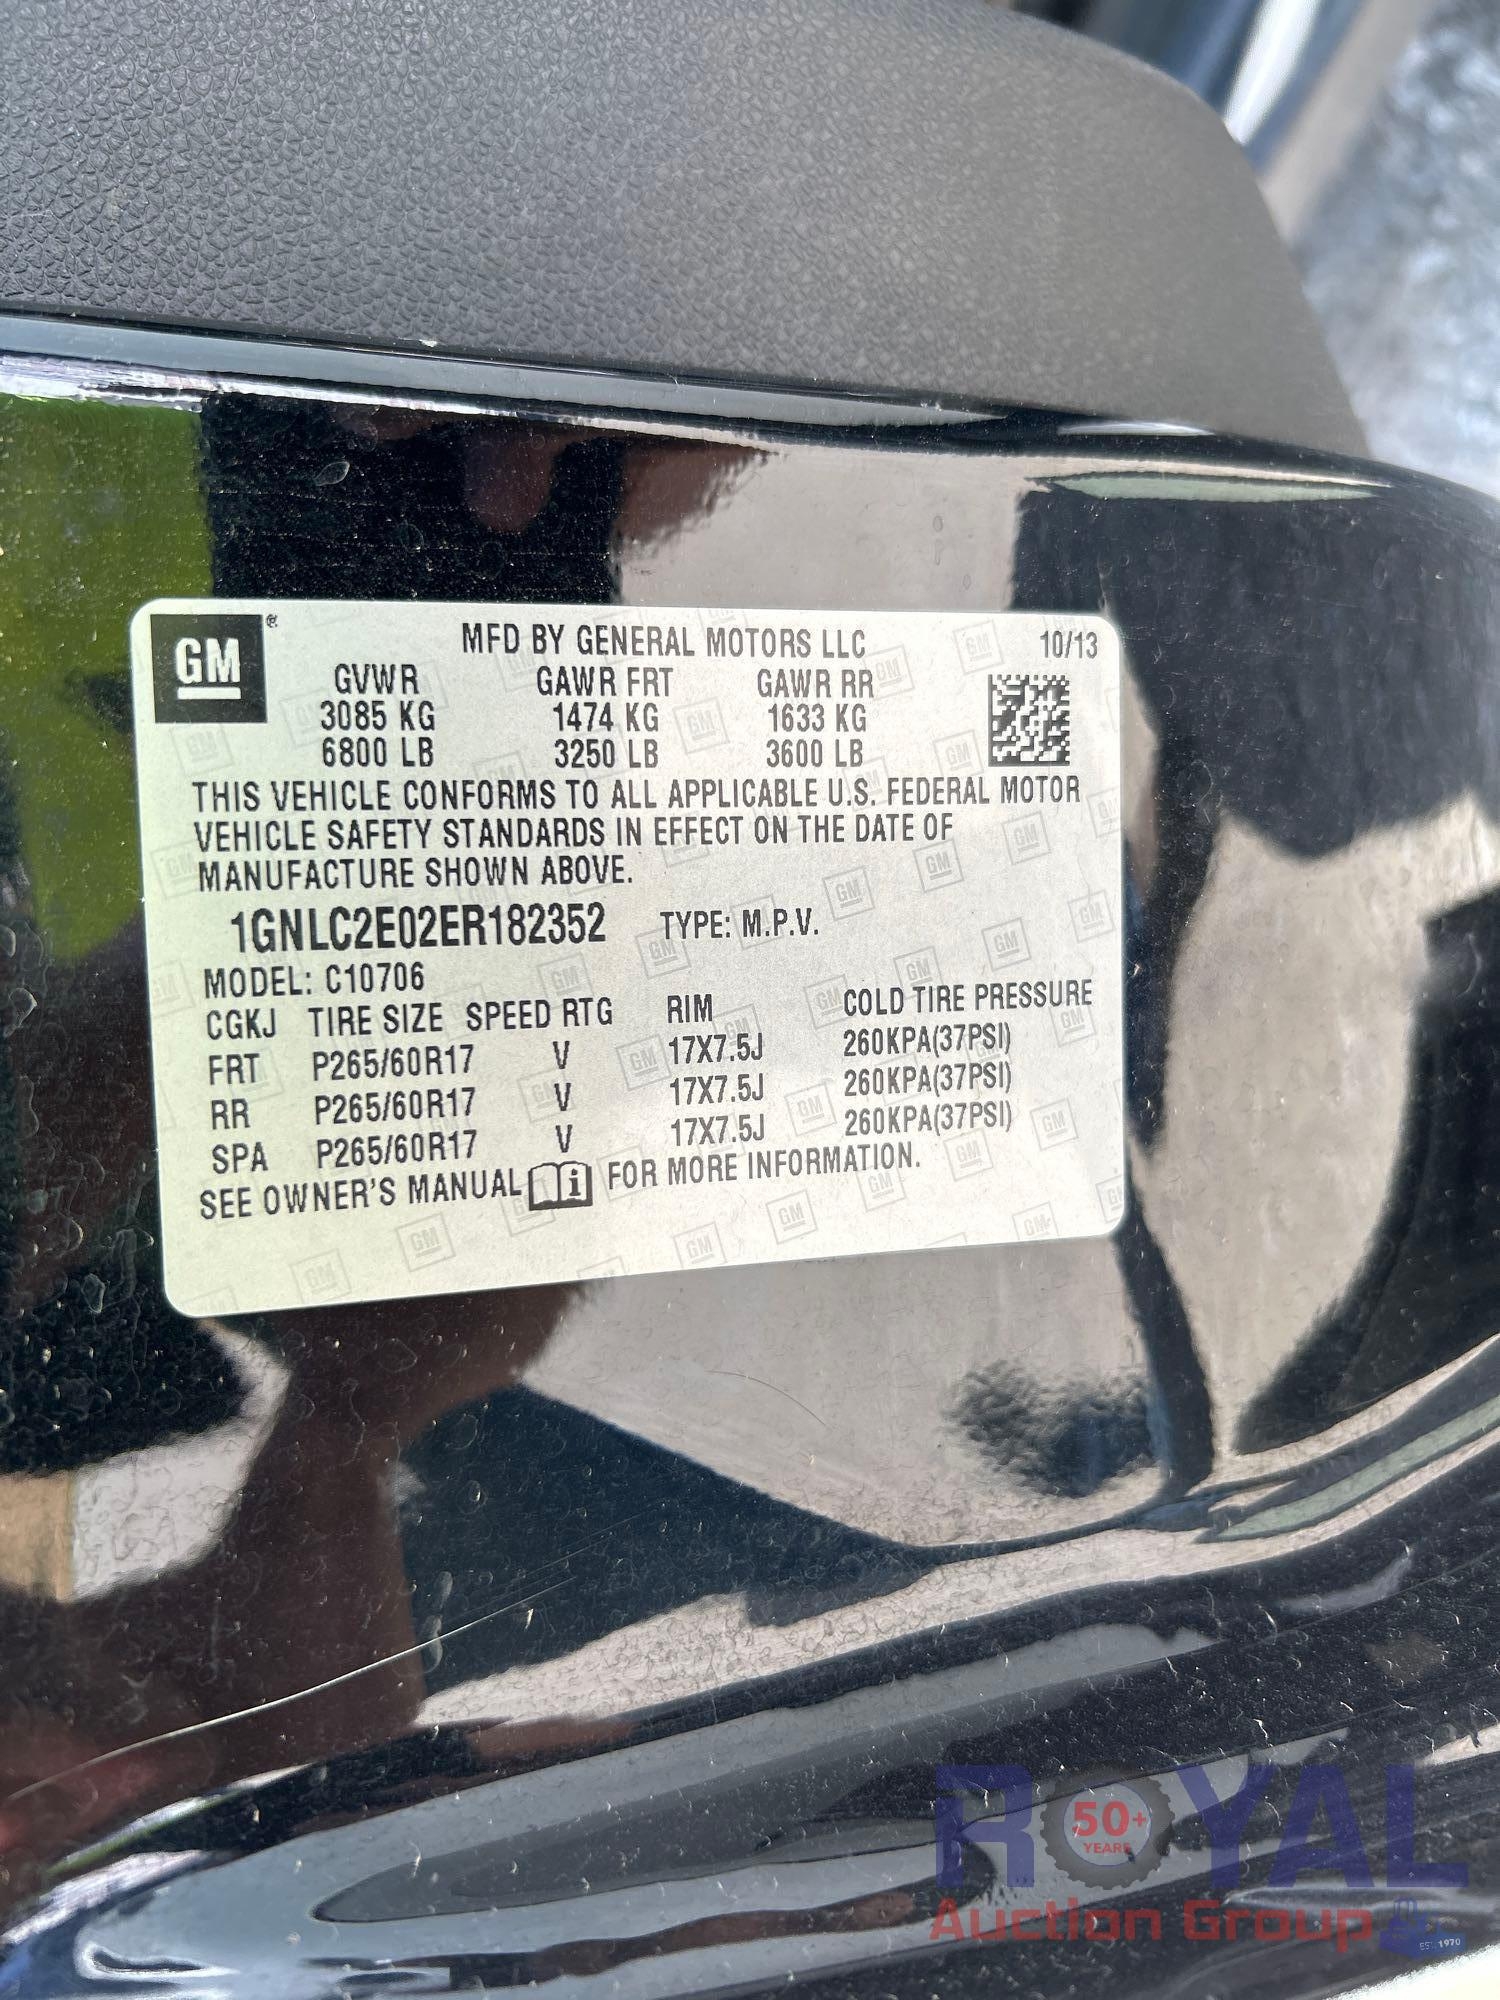 GM ® MFD BY GENERAL MOTORS LLC 10/13
GVWR GAWR FRT GAWR RR
3085 KG 1474 KG 1633 KG
6800 LB 3250 LB 3600 LB
THIS VEHICLE CONFORMS TO ALL APPLICABLE U.S. FEDERAL MOTOR
VEHICLE SAFETY STANDARDS IN EFFECT ON THE DATE OF
MANUFACTURE SHOWN ABOVE.
1GNLC2E02ER182352 TYPE: M.P.V.
MODEL: C10706
CGKJ TIRE SIZE SPEED RTG RIM COLD TIRE PRESSURE
FRT P265/60R17 V 17X7.5J 260KPA(37PSI)
RR P265/60R17 V 17X7.5J 260KPA(37PSI)
SPA P265/60R17 V 17X7.5J 260KPA(37PSI)
SEE OWNER'S MANUAL i FOR MORE INFORMATION.
ROYAL
50+
YEARS
Auction Group
EST. 1970